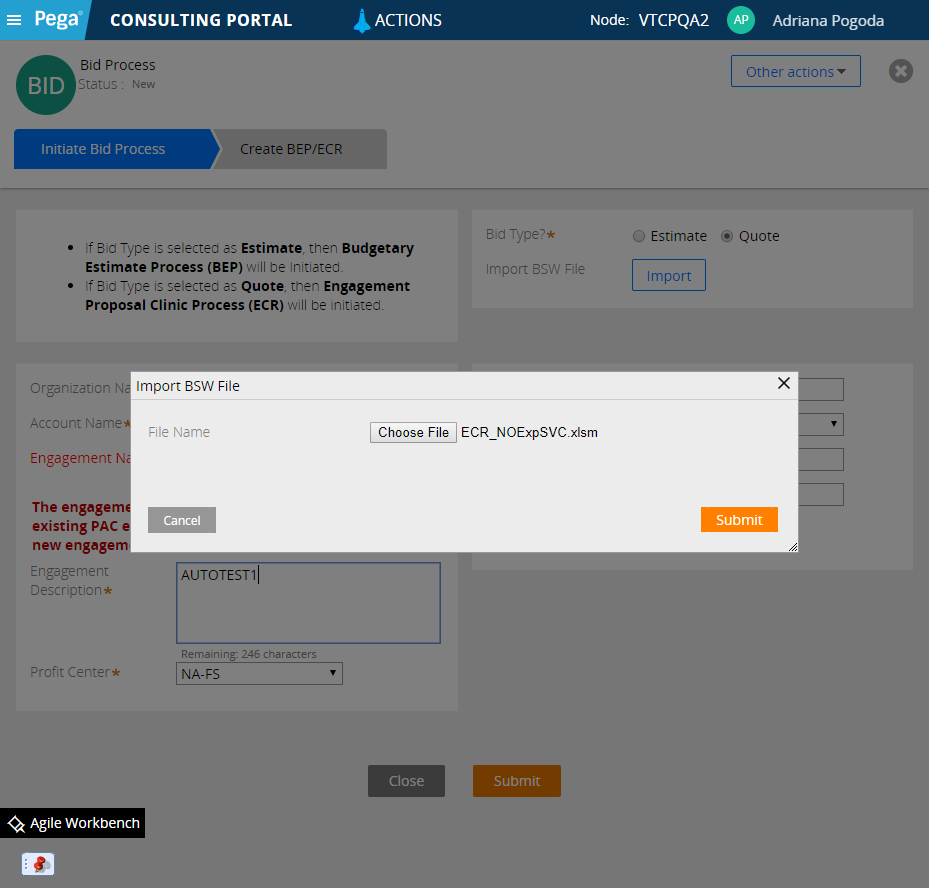 Pega® CONSULTING PORTAL ACTIONS Node: VTCPQA2 AP Adriana Pogoda
BID
Bid Process
Status : New
Other actions
Initiate Bid Process
Create BEP/ECR
If Bid Type is selected as Estimate, then Budgetary
Estimate Process (BEP) will be Initiated.
If Bid Type is selected as Quote, then Engagement
Proposal Clinic Process (ECR) will be initiated.
Bid Type?*
Estimate
Quote
Import BSW File
Import
Organization Na
Account Name*
Engagement Na
The engageme
existing PAC e
new engagem
Import BSW File
File Name
Choose File ECR_NOExpSVC.xlsm
Cancel
Submit
Engagement
Description*
AUTOTEST1
Remaining: 246 characters
Profit Center*
NA-FS
Close
Submit
Agile Workbench